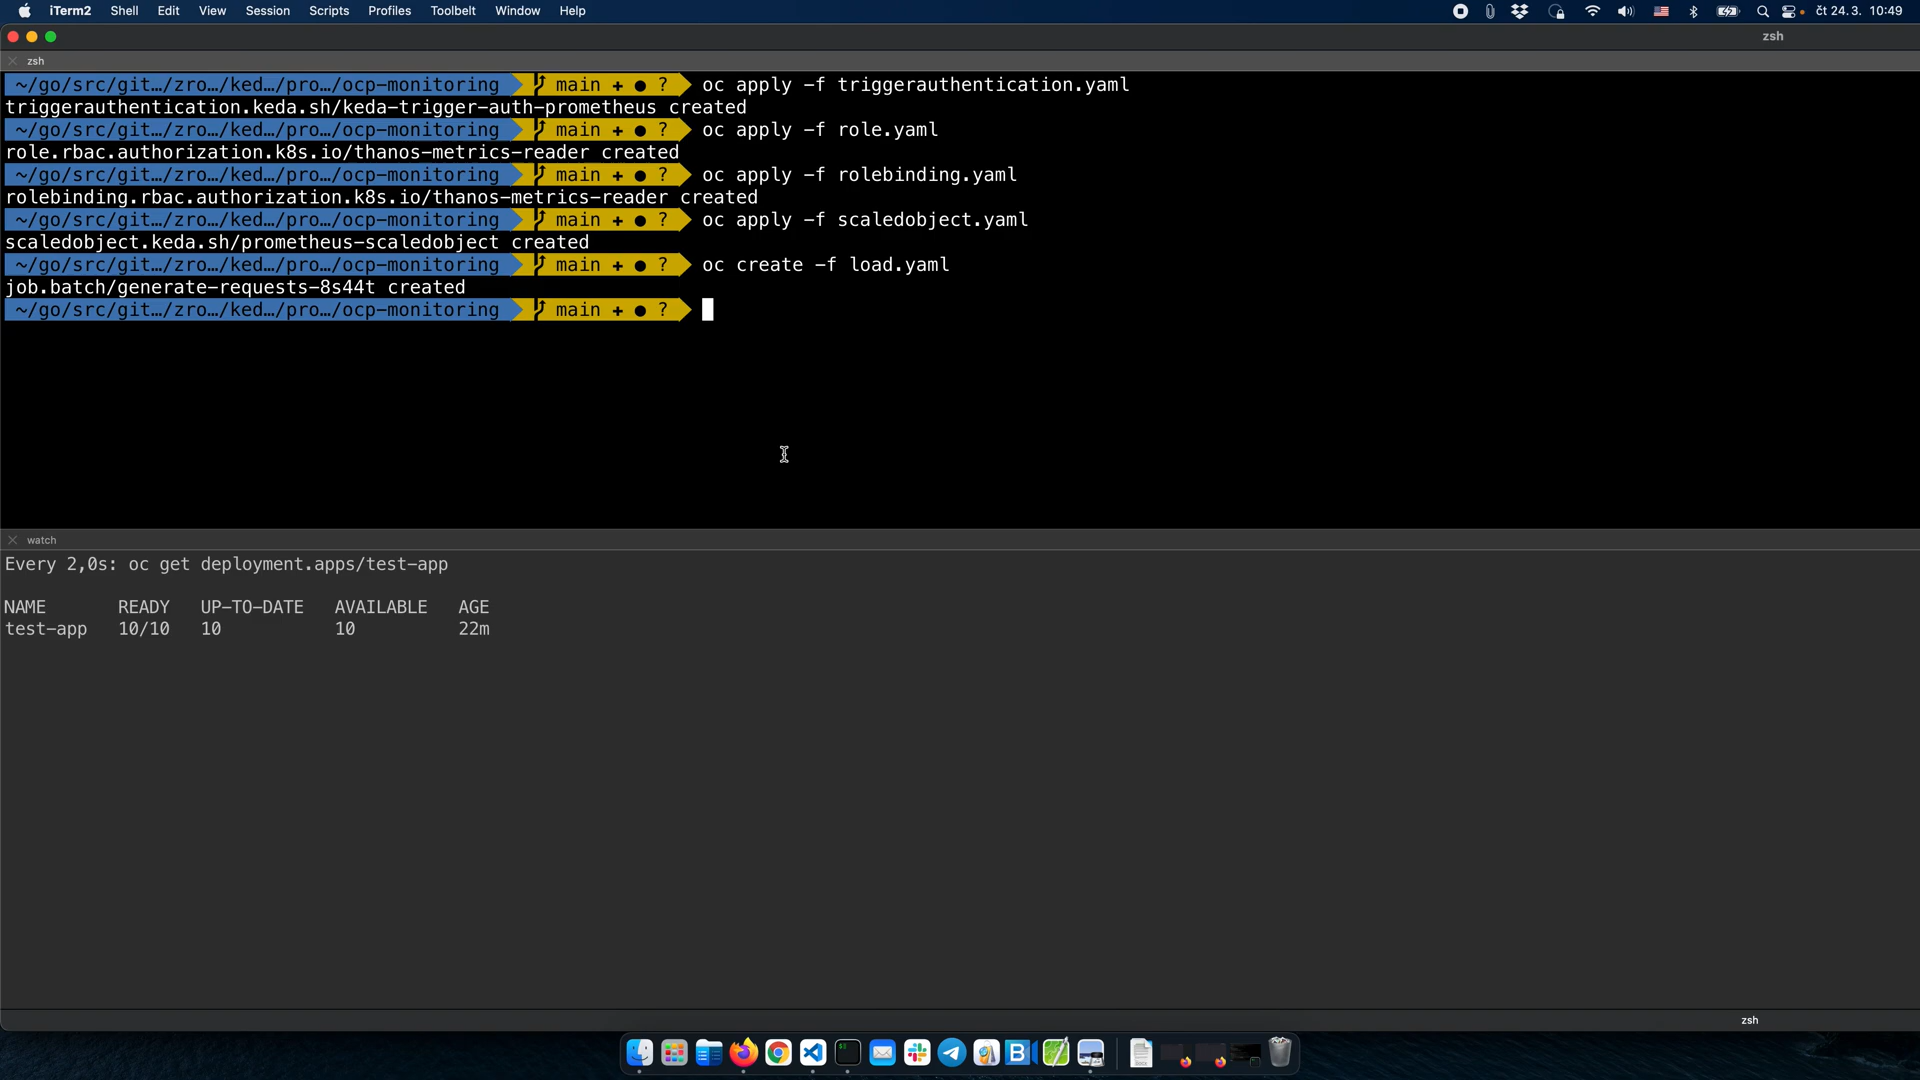 iTerm2 Shell Edit View Session Scripts Profiles Toolbelt Window Help čt 24.3. 10:49
zsh
zsh
~/go/src/git…/zro…/ked…/pro…/ocp-monitoring main + ● ? oc apply -f triggerauthentication.yaml
triggerauthentication.keda.sh/keda-trigger-auth-prometheus created
~/go/src/git…/zro…/ked…/pro…/ocp-monitoring main + ● ? oc apply -f role.yaml
role.rbac.authorization.k8s.io/thanos-metrics-reader created
~/go/src/git…/zro…/ked…/pro…/ocp-monitoring main + ● ? oc apply -f rolebinding.yaml
rolebinding.rbac.authorization.k8s.io/thanos-metrics-reader created
~/go/src/git…/zro…/ked…/pro…/ocp-monitoring main + ● ? oc apply -f scaledobject.yaml
scaledobject.keda.sh/prometheus-scaledobject created
~/go/src/git…/zro…/ked…/pro…/ocp-monitoring main + ● ? oc create -f load.yaml
job.batch/generate-requests-8s44t created
~/go/src/git…/zro…/ked…/pro…/ocp-monitoring main + ● ?
watch
Every 2,0s: oc get deployment.apps/test-app
NAME READY UP-TO-DATE AVAILABLE AGE
test-app 10/10 10 10 22m
zsh